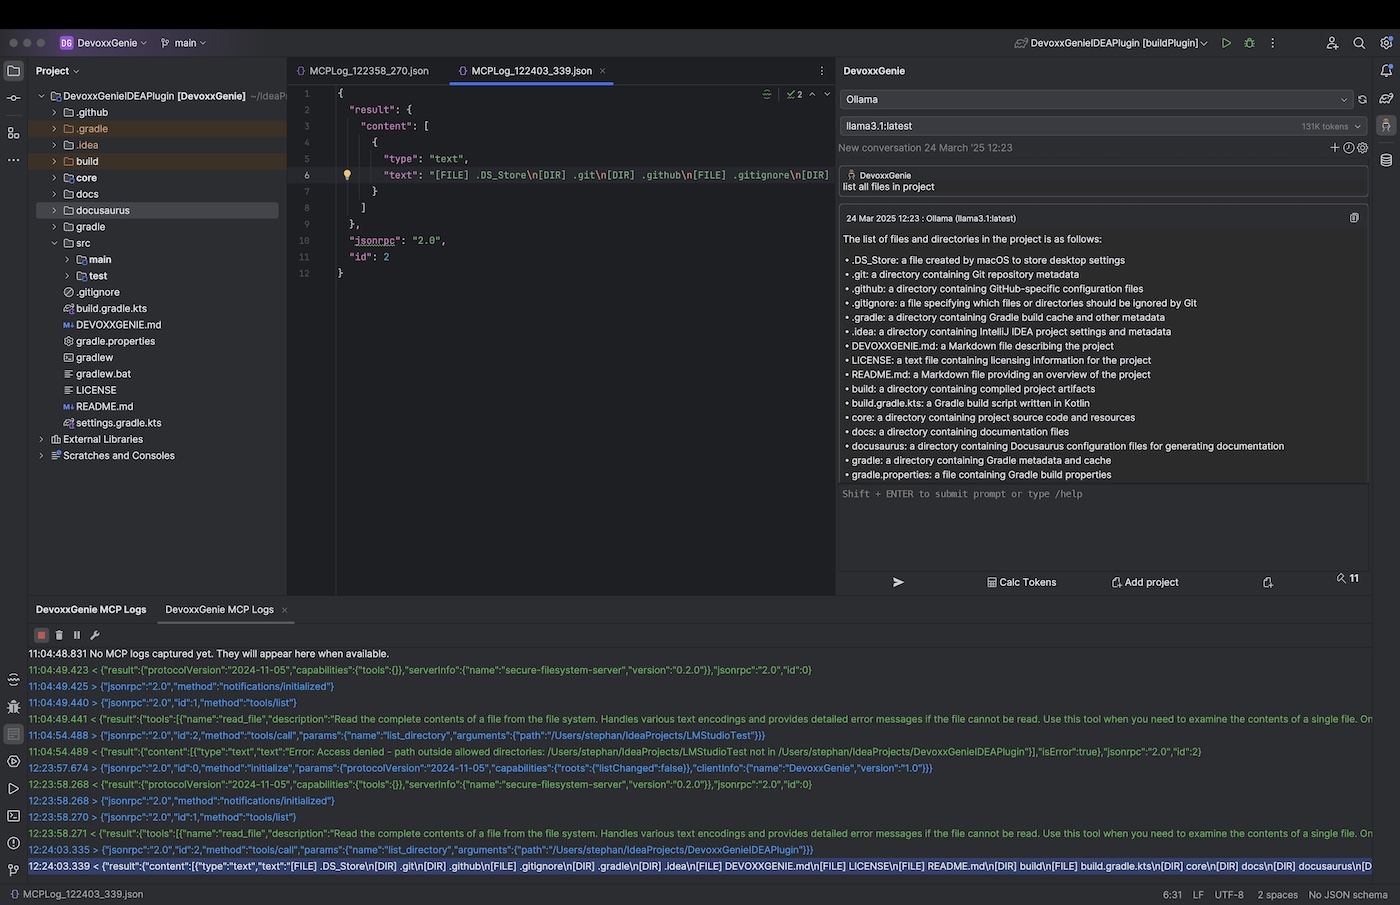 DG DevoxxGenie main DevoxxGenieIDEAPlugin [buildPlugin]
Project
DevoxxGenieIDEAPlugin [DevoxxGenie] ~/IdeaPr
.github
.gradle
.idea
build
core
docs
docusaurus
gradle
src
main
test
.gitignore
build.gradle.kts
M↓ DEVOXXGENIE.md
gradle.properties
gradlew
gradlew.bat
LICENSE
M↓ README.md
settings.gradle.kts
External Libraries
Scratches and Consoles
{} MCPLog_122358_270.json {} MCPLog_122403_339.json ×
2
1 {
2 "result": {
3 "content": [
4 {
5 "type": "text",
6 "text": "[FILE] .DS_Store\n[DIR] .git\n[DIR] .github\n[FILE] .gitignore\n[DIR]
7 }
8 ]
9 },
10 "jsonrpc": "2.0",
11 "id": 2
12 }
DevoxxGenie
Ollama
llama3.1:latest 131K tokens
New conversation 24 March '25 12:23
DevoxxGenie
list all files in project
24 Mar 2025 12:23 : Ollama (llama3.1:latest)
The list of files and directories in the project is as follows:
• .DS_Store: a file created by macOS to store desktop settings
• .git: a directory containing Git repository metadata
• .github: a directory containing GitHub-specific configuration files
• .gitignore: a file specifying which files or directories should be ignored by Git
• .gradle: a directory containing Gradle build cache and other metadata
• .idea: a directory containing IntelliJ IDEA project settings and metadata
• DEVOXXGENIE.md: a Markdown file describing the project
• LICENSE: a text file containing licensing information for the project
• README.md: a Markdown file providing an overview of the project
• build: a directory containing compiled project artifacts
• build.gradle.kts: a Gradle build script written in Kotlin
• core: a directory containing project source code and resources
• docs: a directory containing documentation files
• docusaurus: a directory containing Docusaurus configuration files for generating documentation
• gradle: a directory containing Gradle metadata and cache
• gradle.properties: a file containing Gradle build properties
Shift + ENTER to submit prompt or type /help
Calc Tokens Add project 11
DevoxxGenie MCP Logs DevoxxGenie MCP Logs ×
11:04:48.831 No MCP logs captured yet. They will appear here when available.
11:04:49.423 < {"result":{"protocolVersion":"2024-11-05","capabilities":{"tools":{}},"serverInfo":{"name":"secure-filesystem-server","version":"0.2.0"}},"jsonrpc":"2.0","id":0}
11:04:49.425 > {"jsonrpc":"2.0","method":"notifications/initialized"}
11:04:49.440 > {"jsonrpc":"2.0","id":1,"method":"tools/list"}
11:04:49.441 < {"result":{"tools":[{"name":"read_file","description":"Read the complete contents of a file from the file system. Handles various text encodings and provides detailed error messages if the file cannot be read. Use this tool when you need to examine the contents of a single file. On
11:04:54.488 > {"jsonrpc":"2.0","id":2,"method":"tools/call","params":{"name":"list_directory","arguments":{"path":"/Users/stephan/IdeaProjects/LMStudioTest"}}}
11:04:54.489 < {"result":{"content":[{"type":"text","text":"Error: Access denied - path outside allowed directories: /Users/stephan/IdeaProjects/LMStudioTest not in /Users/stephan/IdeaProjects/DevoxxGenieIDEAPlugin"}],"isError":true},"jsonrpc":"2.0","id":2}
12:23:57.674 > {"jsonrpc":"2.0","id":0,"method":"initialize","params":{"protocolVersion":"2024-11-05","capabilities":{"roots":{"listChanged":false}},"clientInfo":{"name":"DevoxxGenie","version":"1.0"}}}
12:23:58.268 < {"result":{"protocolVersion":"2024-11-05","capabilities":{"tools":{}},"serverInfo":{"name":"secure-filesystem-server","version":"0.2.0"}},"jsonrpc":"2.0","id":0}
12:23:58.268 > {"jsonrpc":"2.0","method":"notifications/initialized"}
12:23:58.270 > {"jsonrpc":"2.0","id":1,"method":"tools/list"}
12:23:58.271 < {"result":{"tools":[{"name":"read_file","description":"Read the complete contents of a file from the file system. Handles various text encodings and provides detailed error messages if the file cannot be read. Use this tool when you need to examine the contents of a single file. On
12:24:03.335 > {"jsonrpc":"2.0","id":2,"method":"tools/call","params":{"name":"list_directory","arguments":{"path":"/Users/stephan/IdeaProjects/DevoxxGenieIDEAPlugin"}}}
12:24:03.339 < {"result":{"content":[{"type":"text","text":"[FILE] .DS_Store\n[DIR] .git\n[DIR] .github\n[FILE] .gitignore\n[DIR] .gradle\n[DIR] .idea\n[FILE] DEVOXXGENIE.md\n[FILE] LICENSE\n[FILE] README.md\n[DIR] build\n[FILE] build.gradle.kts\n[DIR] core\n[DIR] docs\n[DIR] docusaurus\n[D
{} MCPLog_122403_339.json 6:31 LF UTF-8 2 spaces No JSON schema